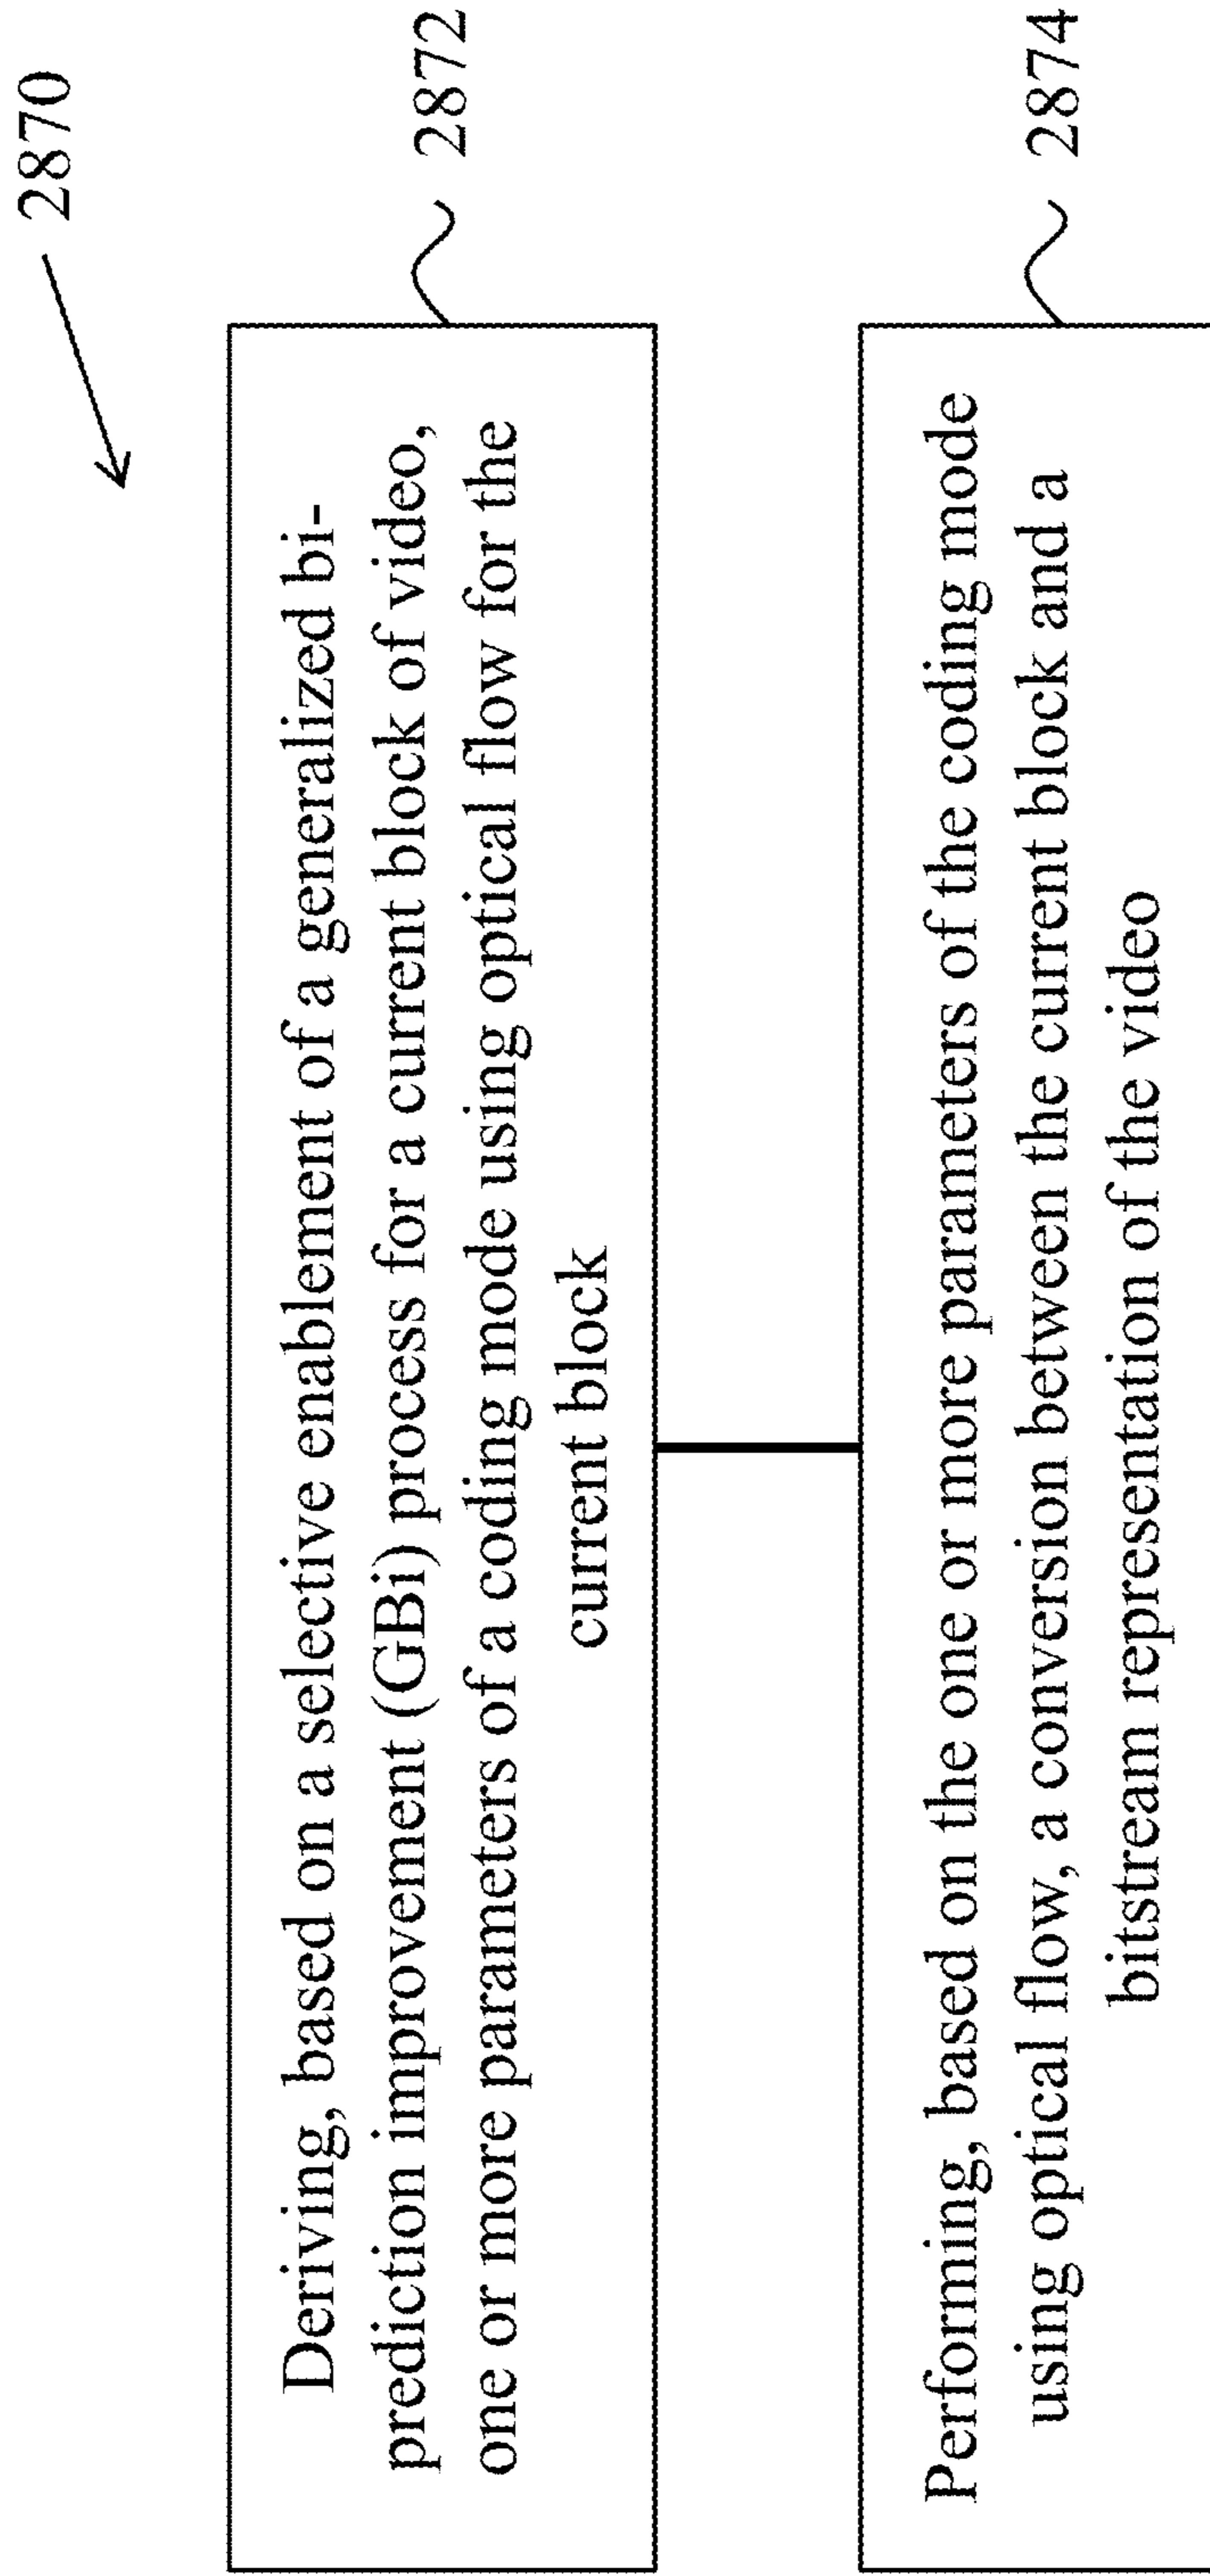 2870
Deriving, based on a selective enablement of a generalized bi-
prediction improvement (GBi) process for a current block of video,
one or more parameters of a coding mode using optical flow for the
current block
2872
Performing, based on the one or more parameters of the coding mode
using optical flow, a conversion between the current block and a
bitstream representation of the video
2874